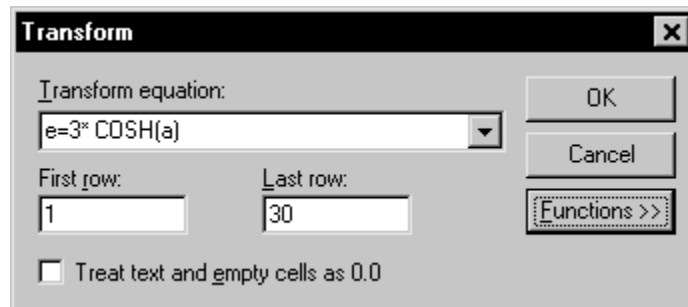 Transform
Transform equation:
e=3* COSH(a)
OK
Cancel
First row:
Last row:
1
30
Functions >>
Treat text and empty cells as 0.0